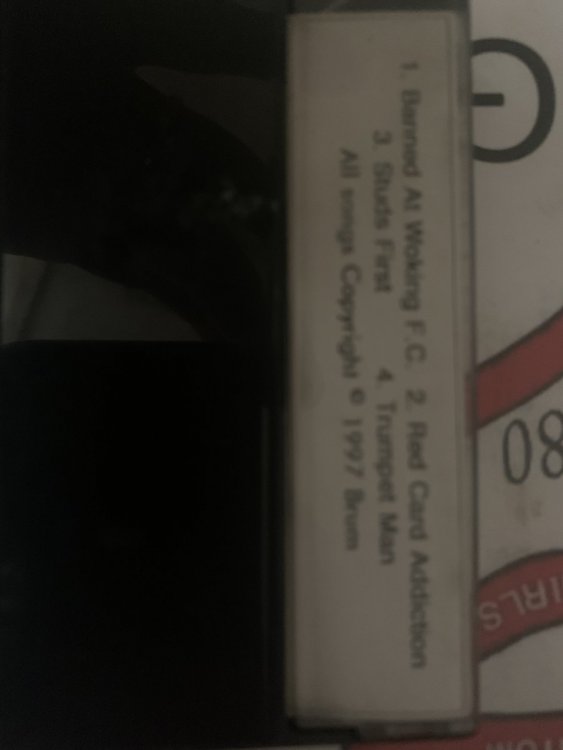 1. Banned At Woking F.C. 2. Red Card Addiction
3. Studs First 4. Trumpet Man
All songs Copyright © 1997 Brum
08